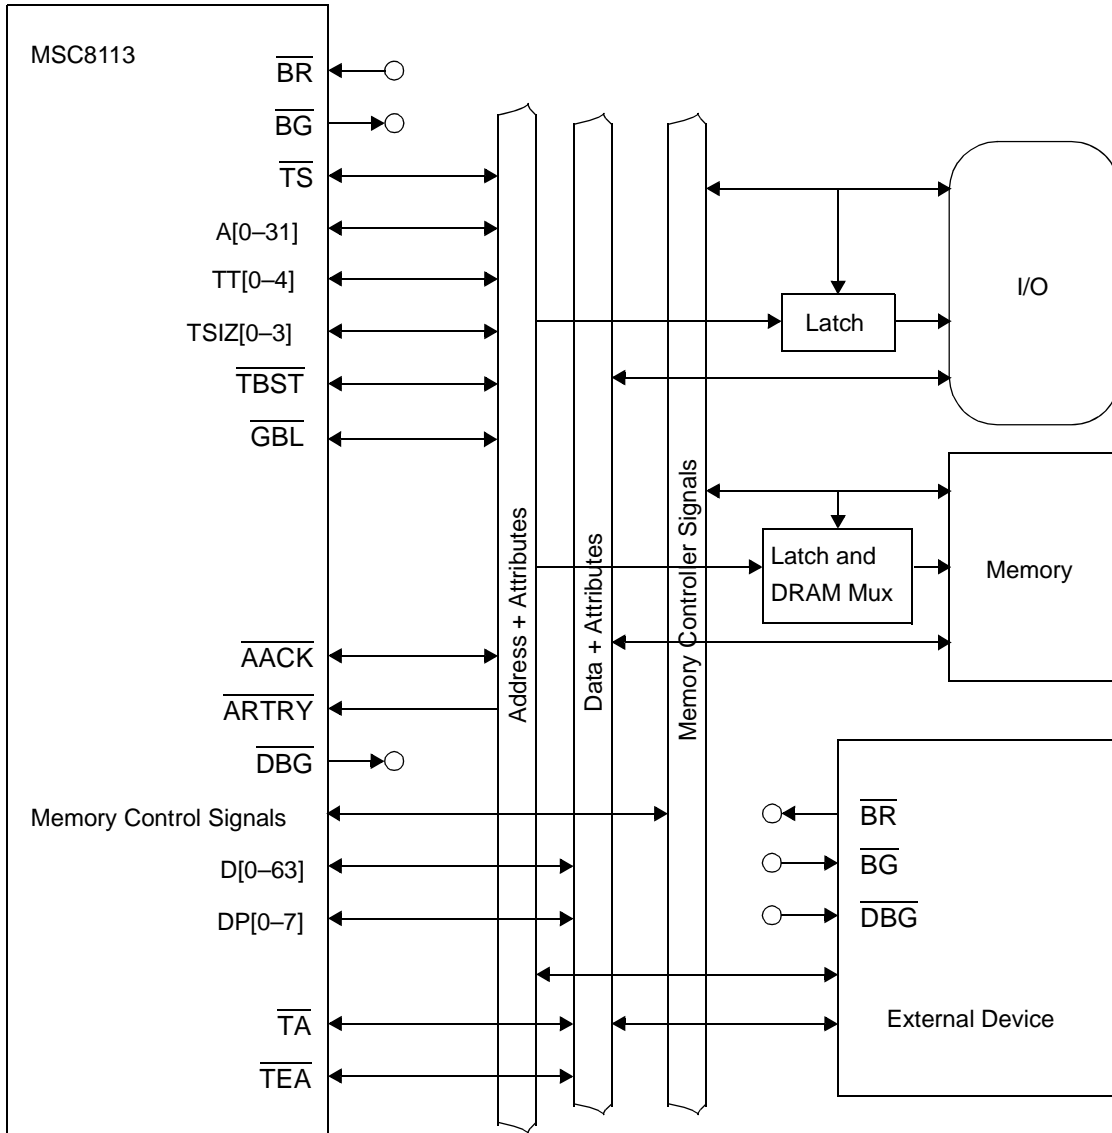 MSC8113
BR
BG
TS
A[0–31]
TT[0–4]
TSIZ[0–3]
TBST
GBL
AACK
ARTRY
DBG
Memory Control Signals
D[0–63]
DP[0–7]
TA
TEA
Address + Attributes
Data + Attributes
Memory Controller Signals
Latch
I/O
Latch and
DRAM Mux
Memory
BR
BG
DBG
External Device